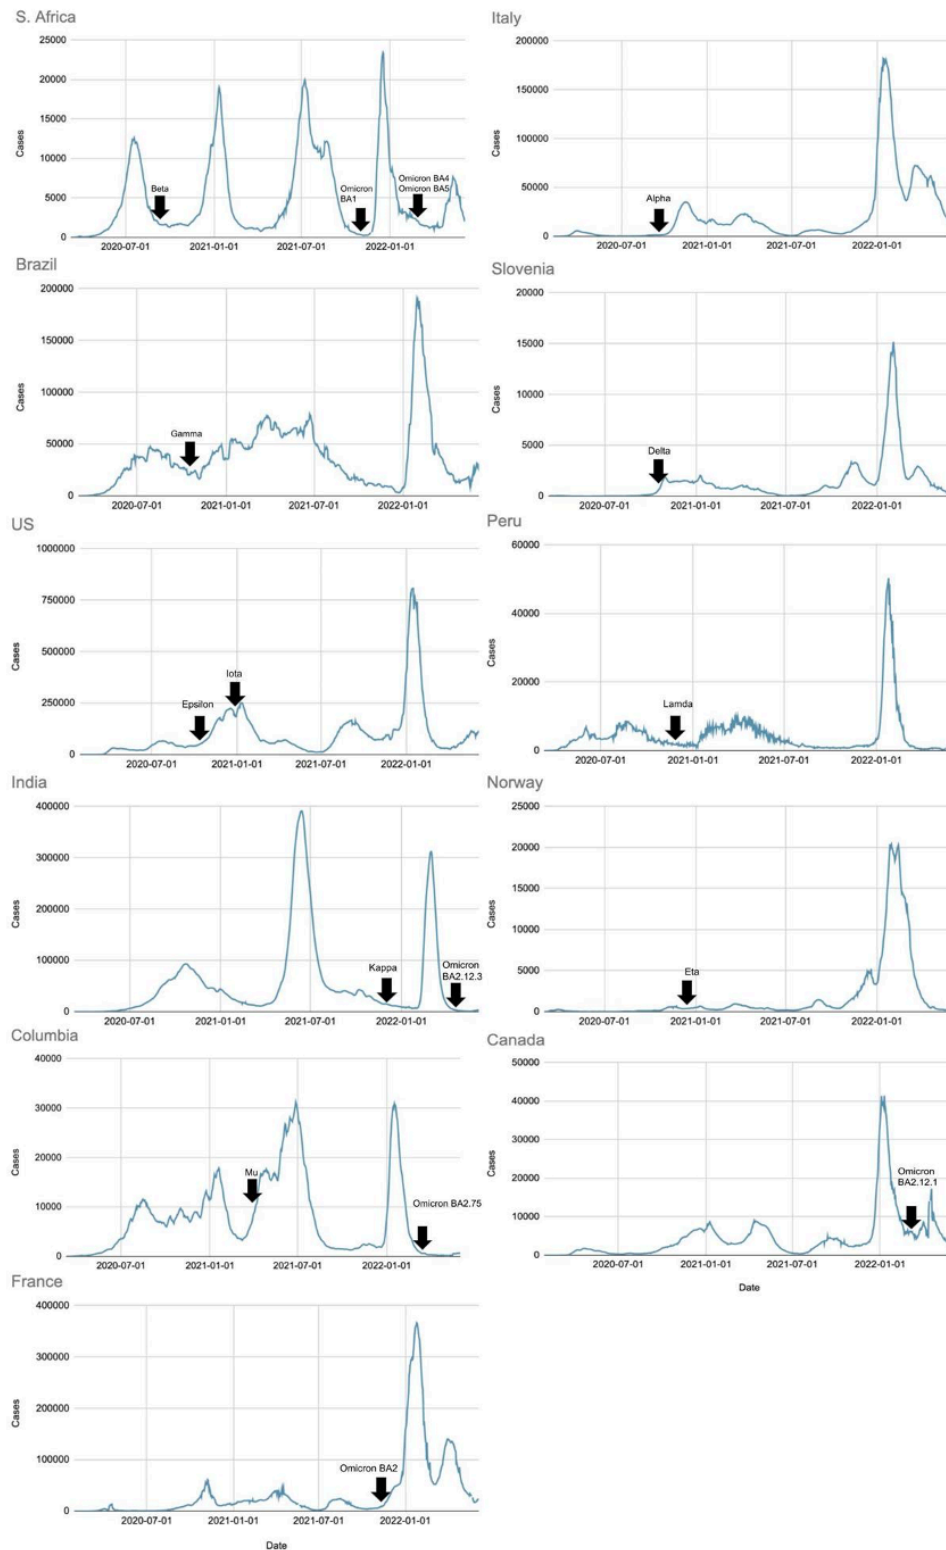 S. Africa
25000
20000
15000
10000
5000
0
Cases
Beta
Omicron
BA1
Omicron BA4
Omicron BA5
2020-07-01 2021-01-01 2021-07-01 2022-01-01
Italy
200000
150000
100000
50000
0
Cases
Alpha
2020-07-01 2021-01-01 2021-07-01 2022-01-01
Brazil
200000
150000
100000
50000
0
Cases
Gamma
2020-07-01 2021-01-01 2021-07-01 2022-01-01
Slovenia
20000
15000
10000
5000
0
Cases
Delta
2020-07-01 2021-01-01 2021-07-01 2022-01-01
US
1000000
750000
500000
250000
0
Cases
Epsilon
Iota
2020-07-01 2021-01-01 2021-07-01 2022-01-01
Peru
60000
40000
20000
0
Cases
Lamda
2020-07-01 2021-01-01 2021-07-01 2022-01-01
India
400000
300000
200000
100000
0
Cases
Kappa
Omicron
BA2.12.3
2020-07-01 2021-01-01 2021-07-01 2022-01-01
Norway
25000
20000
15000
10000
5000
0
Cases
Eta
2020-07-01 2021-01-01 2021-07-01 2022-01-01
Columbia
40000
30000
20000
10000
0
Cases
Mu
Omicron BA2.75
2020-07-01 2021-01-01 2021-07-01 2022-01-01
Canada
50000
40000
30000
20000
10000
0
Cases
Omicron
BA2.12.1
2020-07-01 2021-01-01 2021-07-01 2022-01-01
Date
France
400000
300000
200000
100000
0
Cases
Omicron BA2
2020-07-01 2021-01-01 2021-07-01 2022-01-01
Date